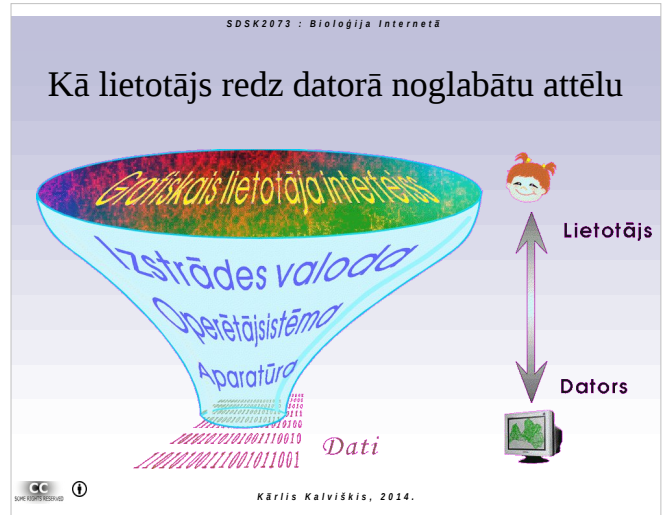 SDSK2073 : Bioloģija Internetā
Kā lietotājs redz datorā noglabātu attēlu
Grafiskais lietotāja interfeiss
Izstrādes valoda
Operētājsistēma
Aparatūra
Lietotājs
Dators
Dati
CC
SOME RIGHTS RESERVED
Kārlis Kalviškis, 2014.